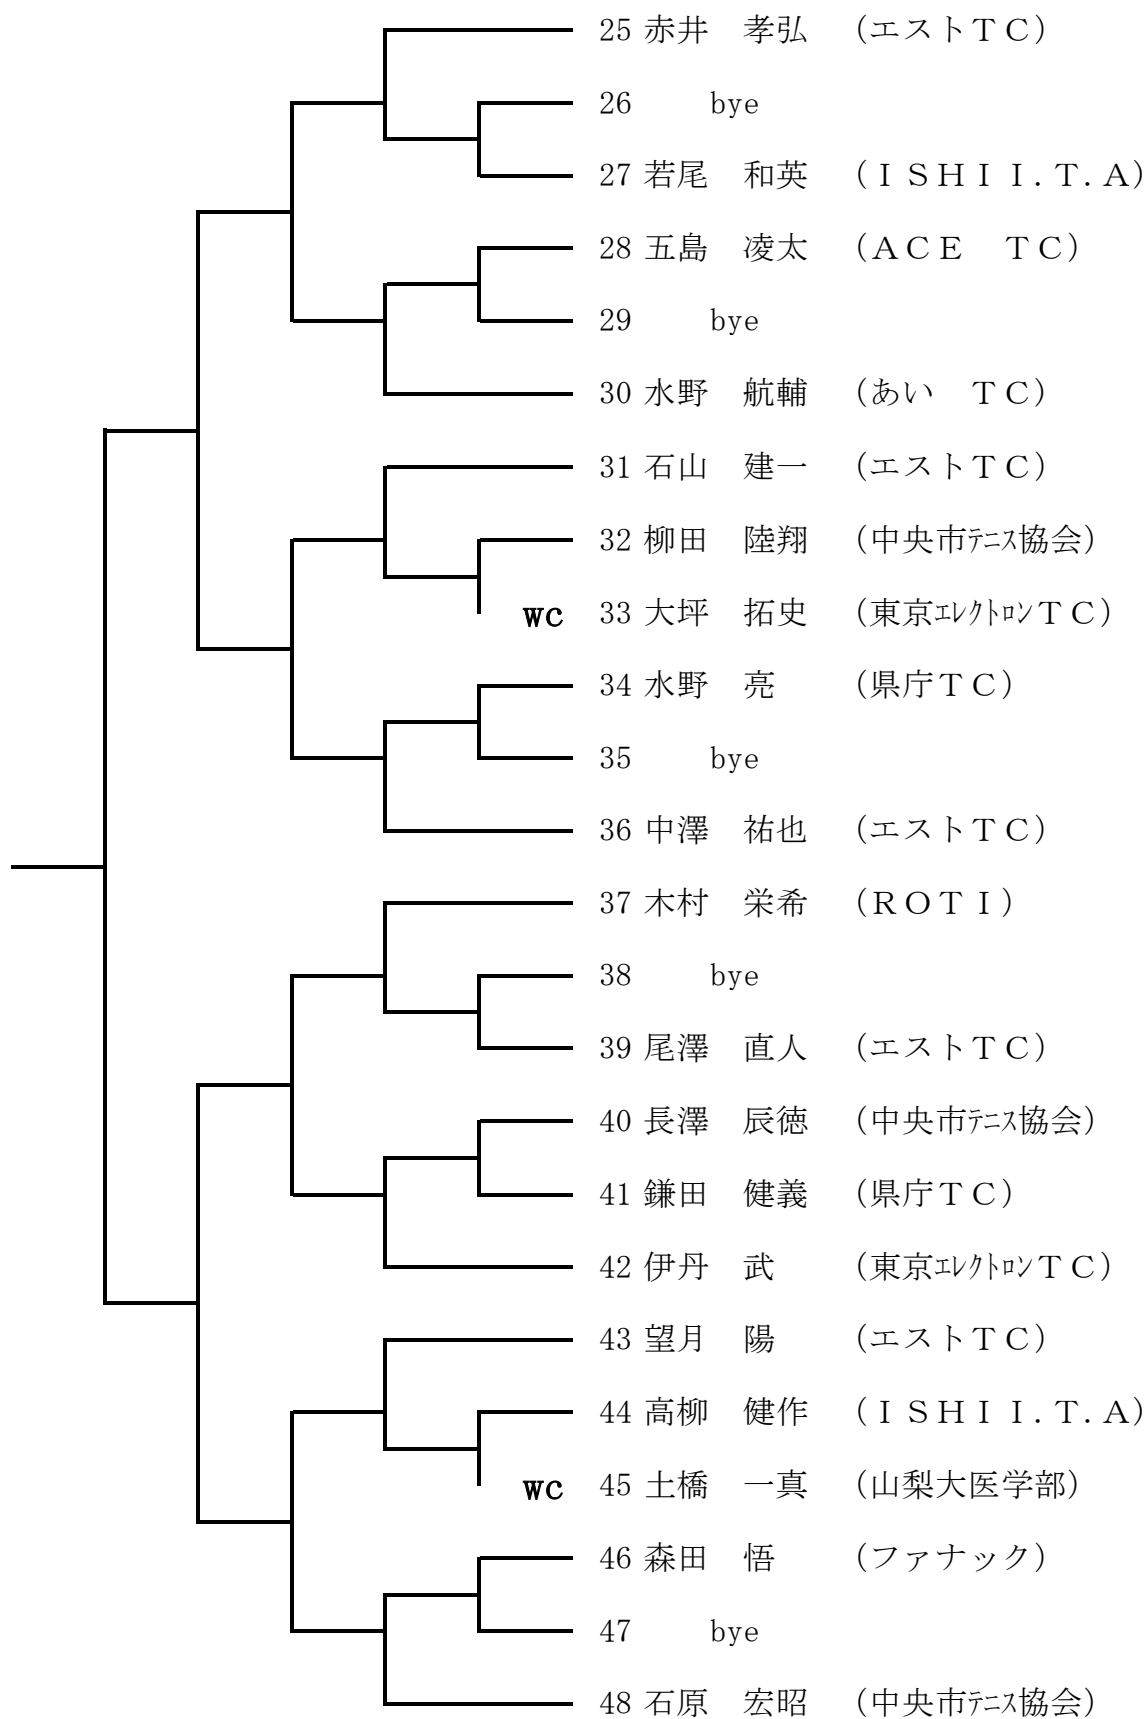 25 赤井　孝弘　（エストＴＣ）
26　　bye
27 若尾　和英　（ＩＳＨＩＩ．Ｔ．Ａ）
28 五島　凌太　（ＡＣＥ　ＴＣ）
29　　bye
30 水野　航輔　（あい　ＴＣ）
31 石山　建一　（エストＴＣ）
32 柳田　陸翔　（中央市ﾃﾆｽ協会）
WC 33 大坪　拓史　（東京ｴﾚｸﾄﾛﾝＴＣ）
34 水野　亮　　（県庁ＴＣ）
35　　bye
36 中澤　祐也　（エストＴＣ）
37 木村　栄希　（ＲＯＴＩ）
38　　bye
39 尾澤　直人　（エストＴＣ）
40 長澤　辰徳　（中央市ﾃﾆｽ協会）
41 鎌田　健義　（県庁ＴＣ）
42 伊丹　武　　（東京ｴﾚｸﾄﾛﾝＴＣ）
43 望月　陽　　（エストＴＣ）
44 高柳　健作　（ＩＳＨＩＩ．Ｔ．Ａ）
WC 45 土橋　一真　（山梨大医学部）
46 森田　悟　　（ファナック）
47　　bye
48 石原　宏昭　（中央市ﾃﾆｽ協会）